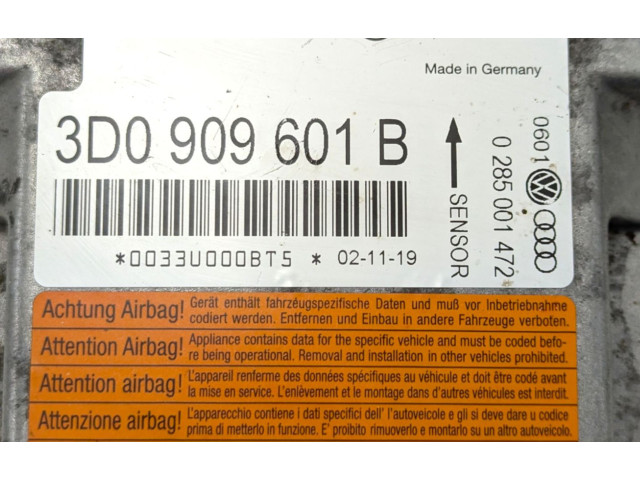 Made in Germany
3D0 909 601 B
*0033U000BT5 * 02-11-19
SENSOR
0 285 001 472
0601
Achtung Airbag! Gerät enthält fahrzeugspezifische Daten und muß vor Inbetriebnahme
codiert werden. Entfernen und Einbau in andere Fahrzeuge verboten.
Attention Airbag! Appliance contains data for the specific vehicle and must be coded befo-
re being operational. Removal and installation in other vehicles prohibited.
Attention airbag! L'appareil renferme des données spécifiques au véhicule et doit être codé avant
la mise en service. L'enlèvement et le montage dans d'autres véhicules interdit.
Attenzione airbag! L'apparecchio contiene i dati specifici dell' l'autoveicolo e gli si deve dare u codice
prima di metterlo in funzione. E' proibito rimuoverlo e montarlo su un altro autoveicolo.